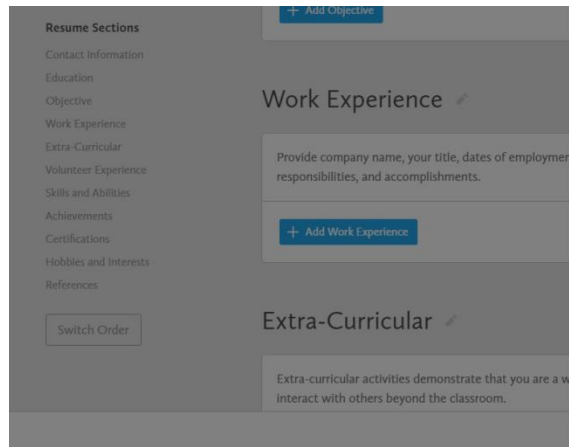 Resume Sections
Contact Information
Education
Objective
Work Experience
Extra-Curricular
Volunteer Experience
Skills and Abilities
Achievements
Certifications
Hobbies and Interests
References
Switch Order
+ Add Objective
Work Experience
Provide company name, your title, dates of
responsibilities, and accomplishments.
+ Add Work Experience
Extra-Curricular
Extra-curricular activities demonstrate that you are a
interact with others beyond the classroom.